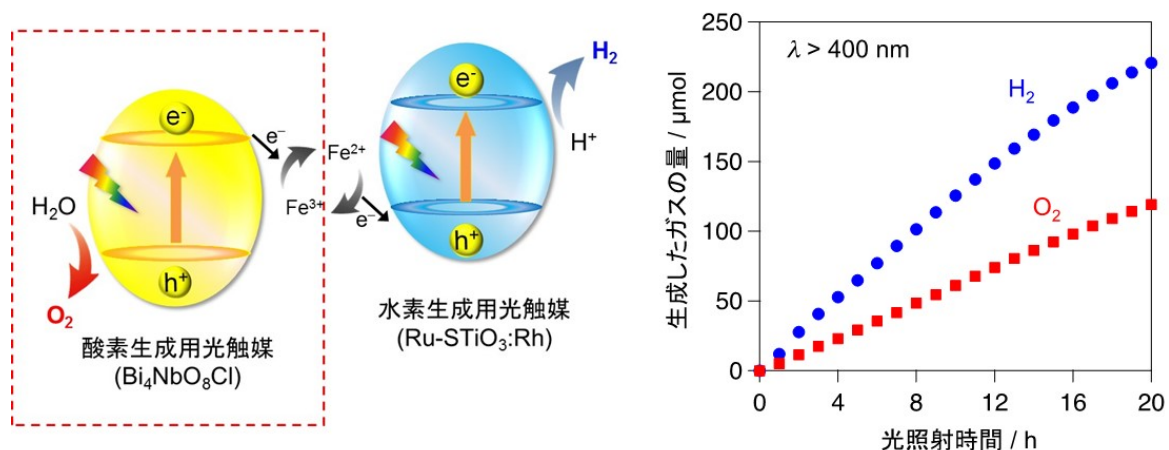 e⁻
e⁻
H₂O
h⁺
O₂
酸素生成用光触媒
(Bi₄NbO₈Cl)
Fe²⁺
Fe³⁺
e⁻
e⁻
H₂
H⁺
h⁺
水素生成用光触媒
(Ru-STiO₃:Rh)
生成したガスの量 / μmol
250
200
150
100
50
0
λ > 400 nm
H₂
O₂
0 4 8 12 16 20
光照射時間 / h